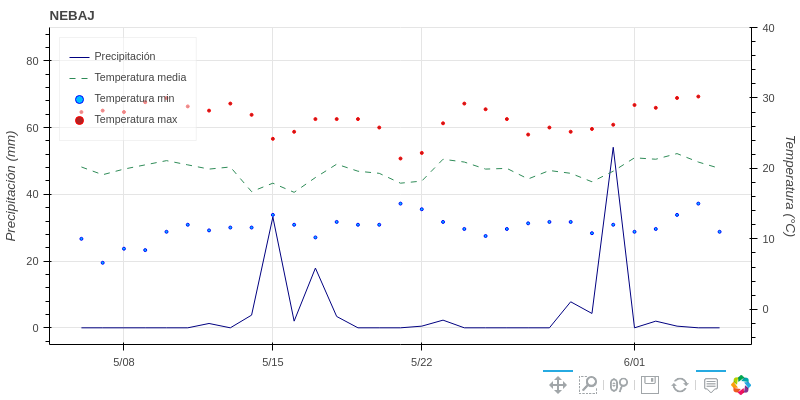 NEBAJ
Precipitación
Temperatura media
Temperatura min
Temperatura max
Precipitación (mm)
80
60
40
20
0
Temperatura (°C)
40
30
20
10
0
5/08
5/15
5/22
6/01